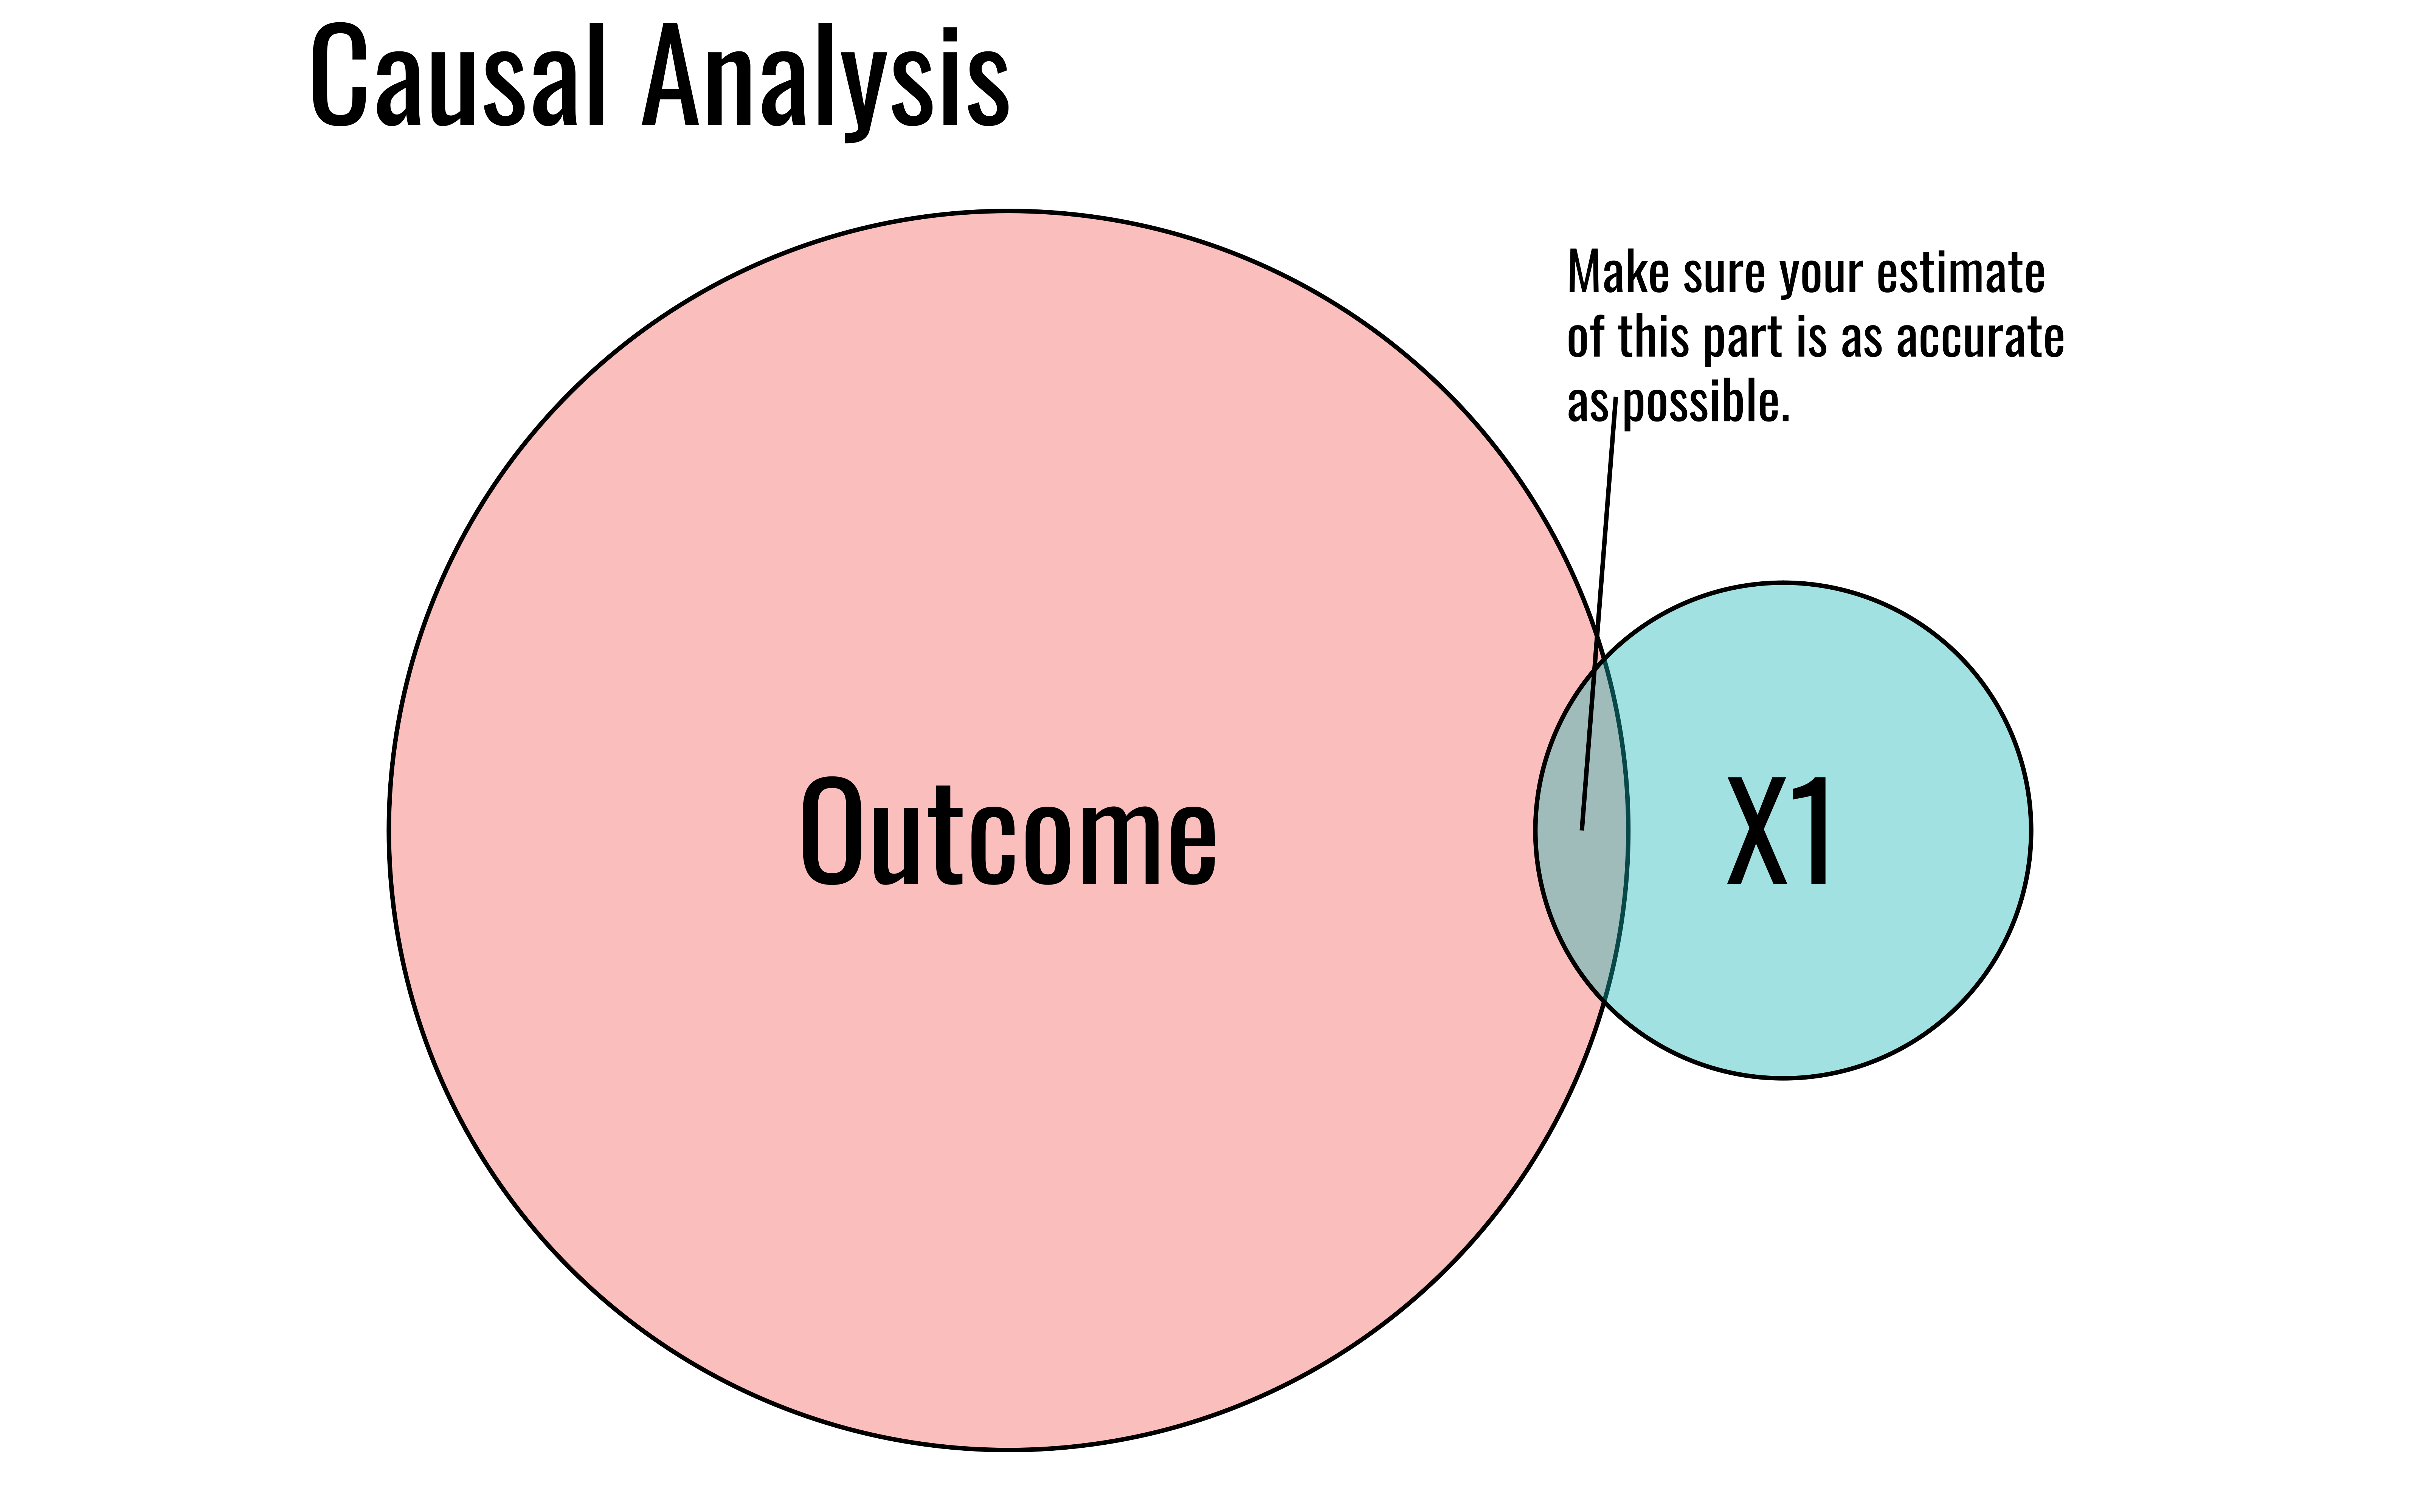 Causal Analysis
Make sure your estimate
of this part is as accurate
as possible.
Outcome
X1